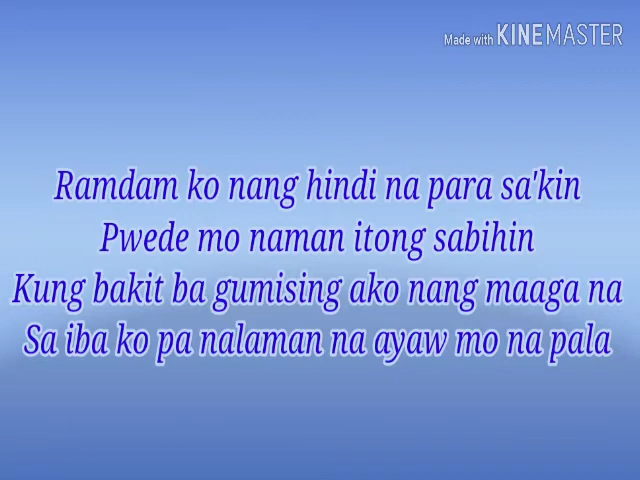 Made with KINEMASTER
Ramdam ko nang hindi na para sa'kin
Pwede mo naman itong sabihin
Kung bakit ba gumising ako nang maaga na
Sa iba ko pa nalaman na ayaw mo na pala